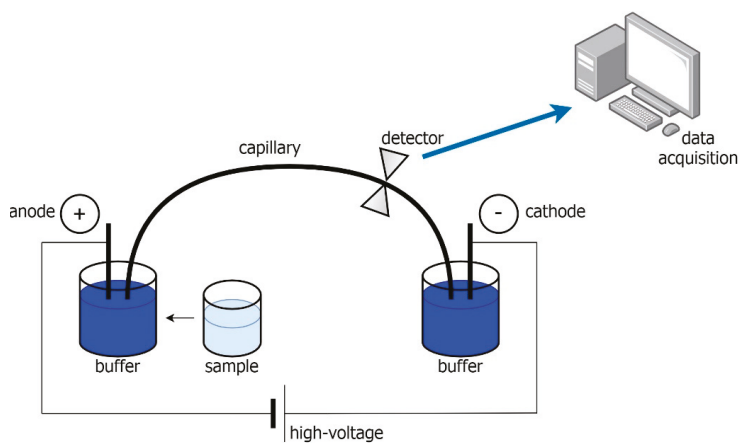 detector
capillary
data
acquisition
anode +
- cathode
buffer
sample
buffer
high-voltage